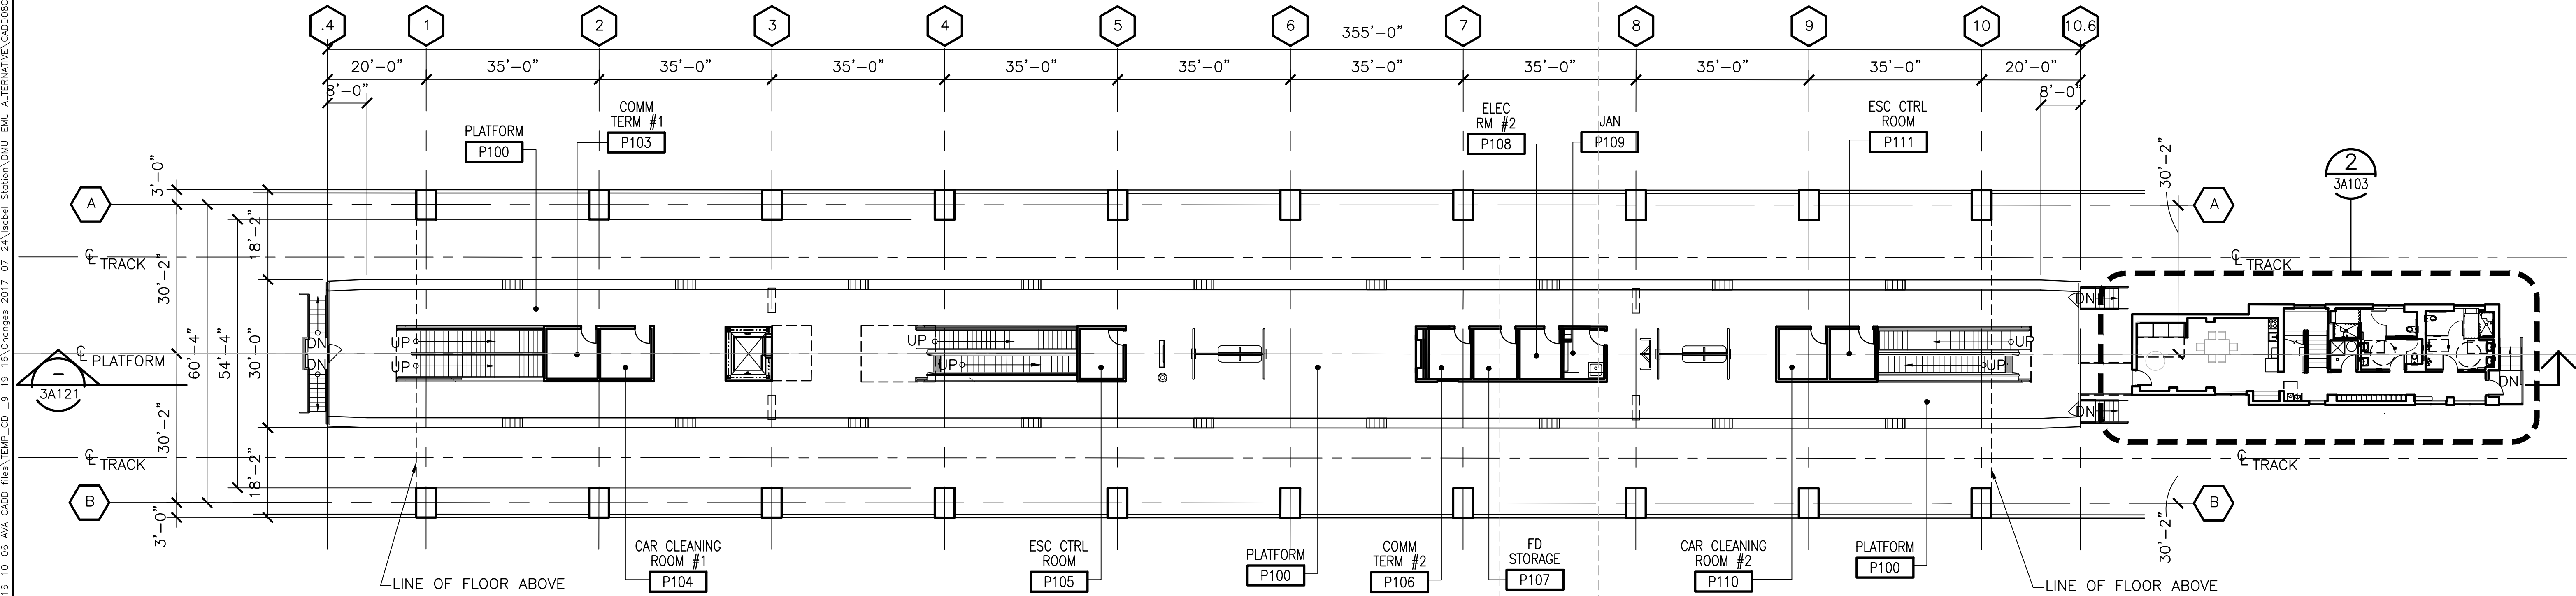 16-10-06 AVA CADD files\TEMP_CD _9-19-16\Changes 2017-07-24\Isabel Station\DMU-EMU ALTERNATIVE\
.4
1
2
3
4
5
6
7
8
9
10
10.6
355'-0"
20'-0"
35'-0"
35'-0"
35'-0"
35'-0"
35'-0"
35'-0"
35'-0"
35'-0"
35'-0"
20'-0"
8'-0"
8'-0"
PLATFORM
P100
COMM
TERM #1
P103
ELEC
RM #2
P108
JAN
P109
ESC CTRL
ROOM
P111
2
3A103
3'-0"
30'-2"
A
A
18'-2"
30'-2"
℄ TRACK
℄ TRACK
DN
DN
UP
UP
UP
UP
UP
UP
DN
DN
DN
℄ PLATFORM
-
3A121
60'-4"
54'-4"
30'-0"
30'-2"
℄ TRACK
℄ TRACK
18'-2"
B
B
3'-0"
30'-2"
LINE OF FLOOR ABOVE
CAR CLEANING
ROOM #1
P104
ESC CTRL
ROOM
P105
PLATFORM
P100
COMM
TERM #2
P106
FD
STORAGE
P107
CAR CLEANING
ROOM #2
P110
PLATFORM
P100
LINE OF FLOOR ABOVE